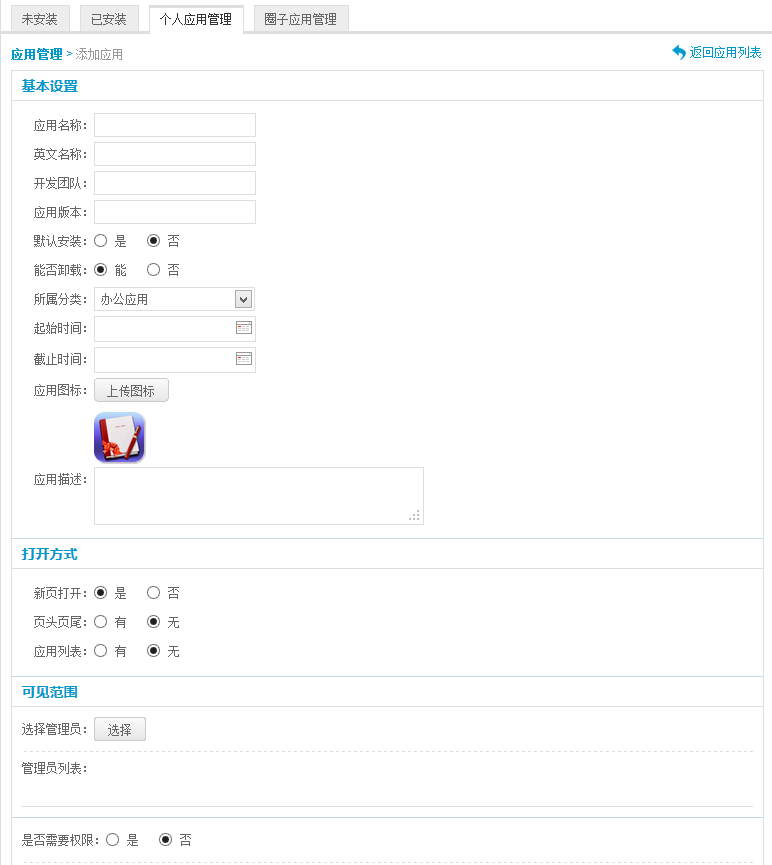 未安装 已安装 个人应用管理 圈子应用管理
应用管理 > 添加应用 返回应用列表
基本设置
应用名称:
英文名称:
开发团队:
应用版本:
默认安装: 是 否
能否卸载: 能 否
所属分类: 办公应用
起始时间:
截止时间:
应用图标: 上传图标
应用描述:
打开方式
新页打开: 是 否
页头页尾: 有 无
应用列表: 有 无
可见范围
选择管理员: 选择
管理员列表:
是否需要权限: 是 否